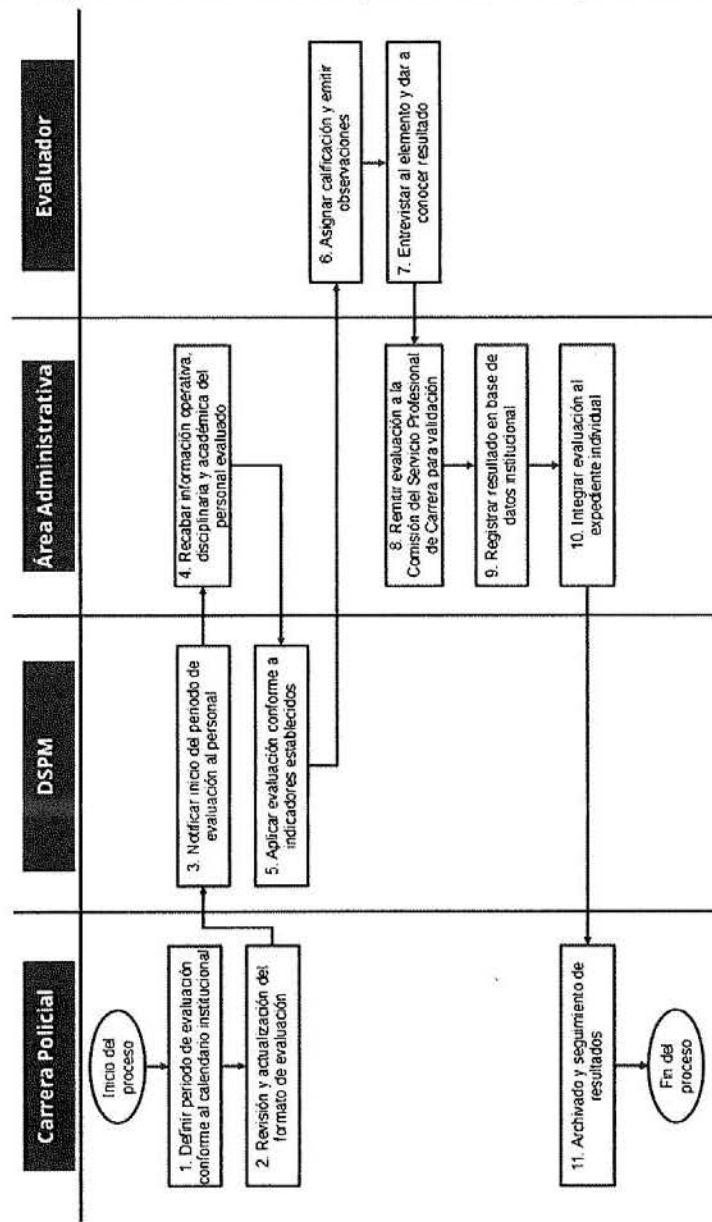 Carrera Policial
DSPM
Área Administrativa
Evaluador
Inicio del
proceso
1. Definir periodo de evaluación
conforme al calendario institucional
2. Revisión y actualización del
formato de evaluación
3. Notificar inicio del periodo de
evaluación al personal
4. Recabar información operativa,
disciplinaria y académica del
personal evaluado
5. Aplicar evaluación conforme a
indicadores establecidos
6. Asignar calificación y emitir
observaciones
7. Entrevistar al elemento y dar a
conocer resultado
8. Remitir evaluación a la
Comisión del Servicio Profesional
de Carrera para validación
9. Registrar resultado en base de
datos institucional
10. Integrar evaluación al
expediente individual
11. Archivado y seguimiento de
resultados
Fin del
proceso